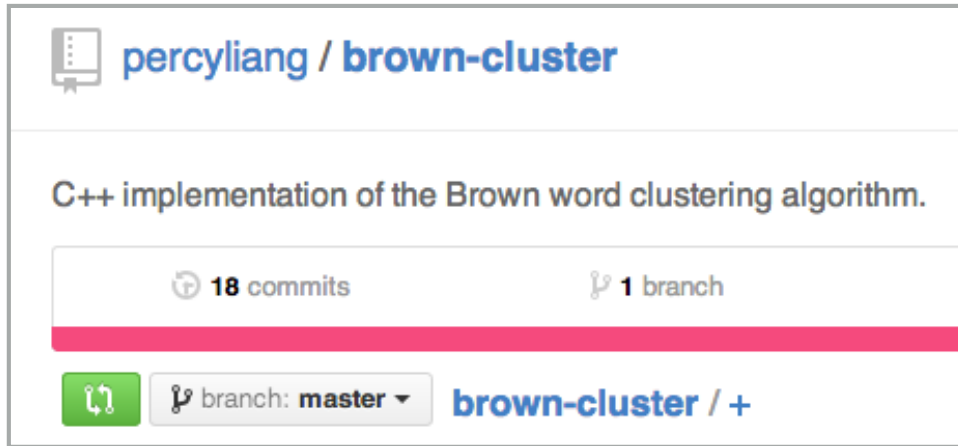 percyliang / brown-cluster
C++ implementation of the Brown word clustering algorithm.
18 commits 1 branch
branch: master brown-cluster / +